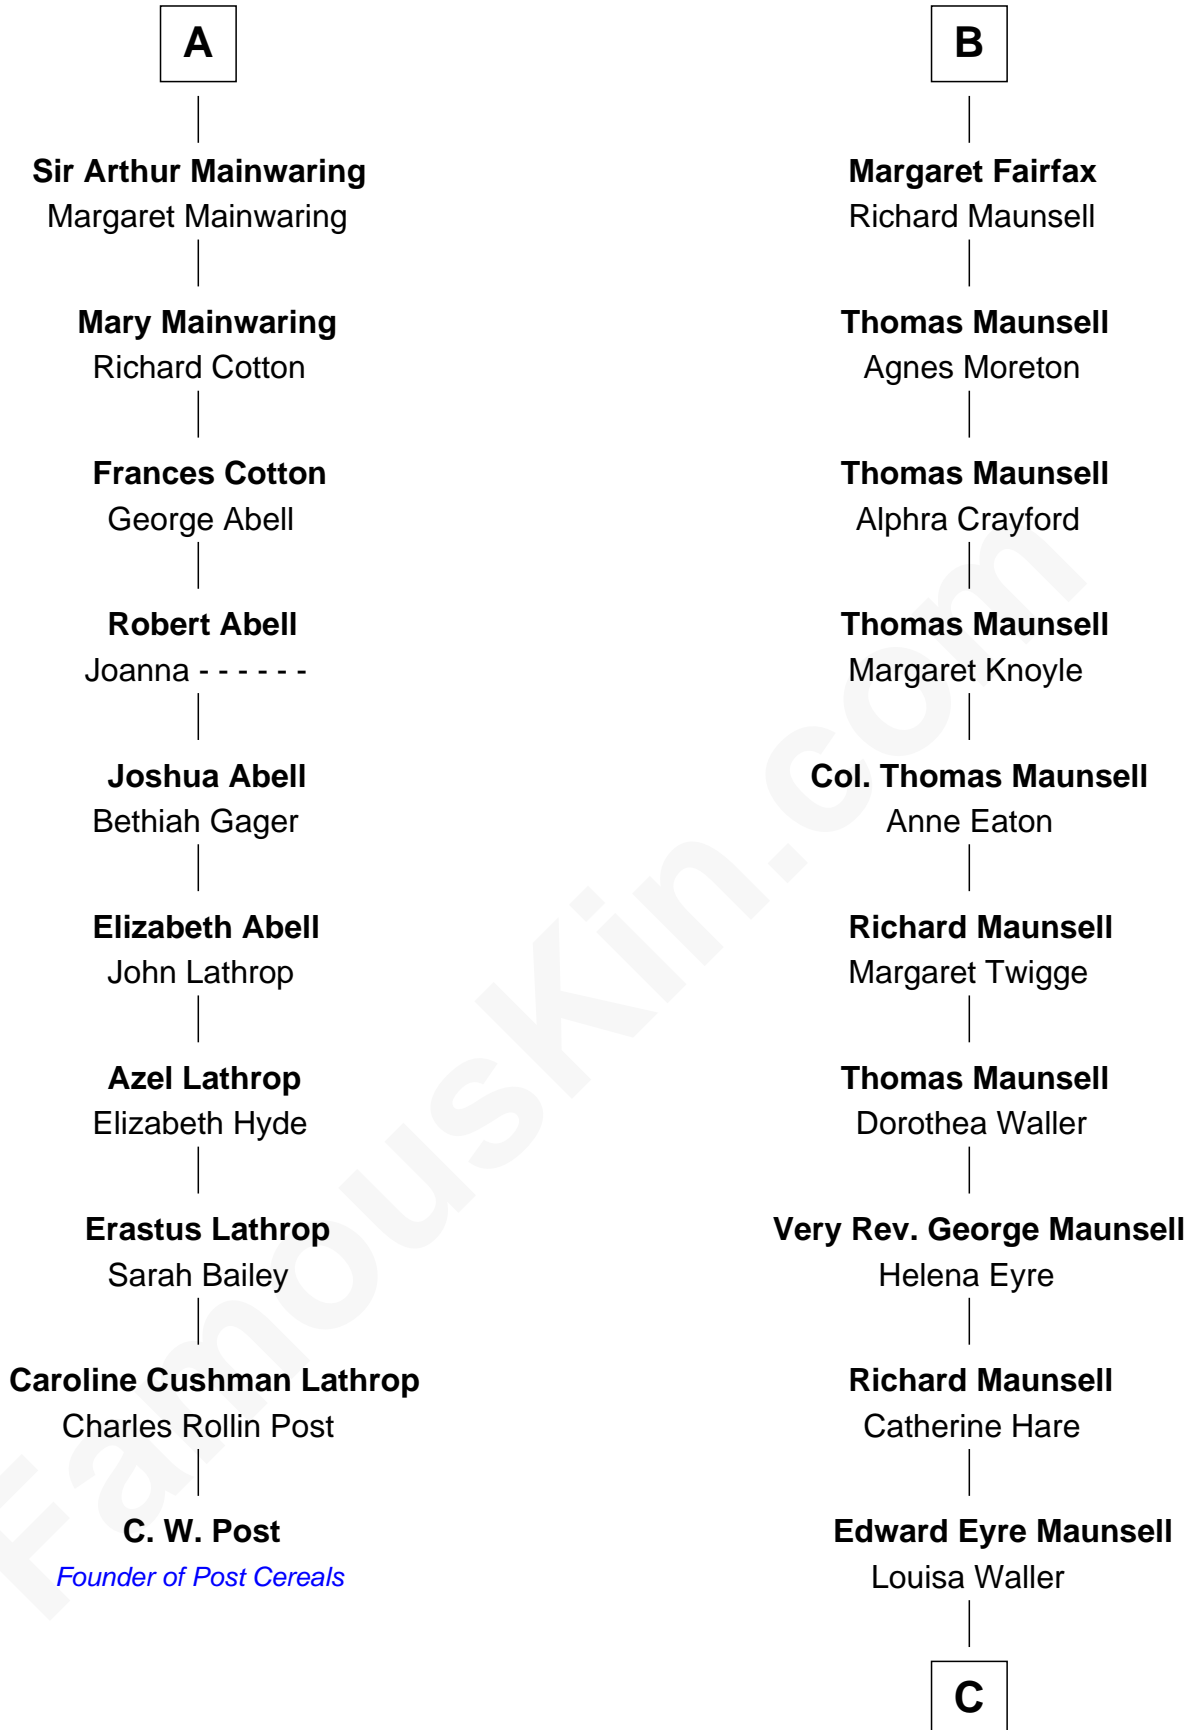 A
Sir Arthur Mainwaring
Margaret Mainwaring
Mary Mainwaring
Richard Cotton
Frances Cotton
George Abell
Robert Abell
Joanna - - - - - -
Joshua Abell
Bethiah Gager
Elizabeth Abell
John Lathrop
Azel Lathrop
Elizabeth Hyde
Erastus Lathrop
Sarah Bailey
Caroline Cushman Lathrop
Charles Rollin Post
C. W. Post
Founder of Post Cereals
B
Margaret Fairfax
Richard Maunsell
Thomas Maunsell
Agnes Moreton
Thomas Maunsell
Alphra Crayford
Thomas Maunsell
Margaret Knoyle
Col. Thomas Maunsell
Anne Eaton
Richard Maunsell
Margaret Twigge
Thomas Maunsell
Dorothea Waller
Very Rev. George Maunsell
Helena Eyre
Richard Maunsell
Catherine Hare
Edward Eyre Maunsell
Louisa Waller
C
FamousKin.com